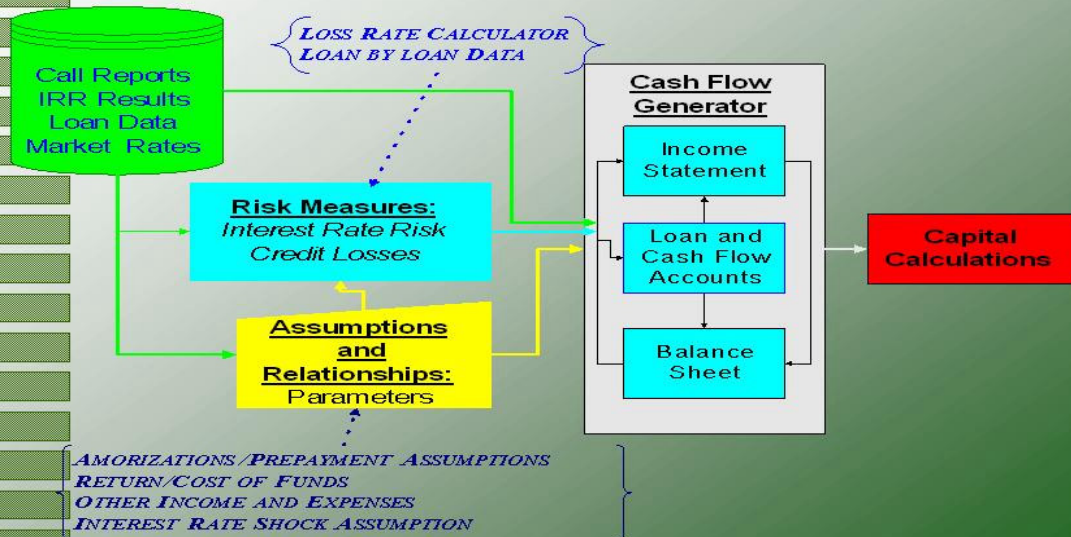 LOSS RATE CALCULATOR
LOAN BY LOAN DATA
Call Reports
IRR Results
Loan Data
Market Rates
Cash Flow
Generator
Income
Statement
Risk Measures:
Interest Rate Risk
Credit Losses
Loan and
Cash Flow
Accounts
Capital
Calculations
Assumptions
and
Relationships:
Parameters
Balance
Sheet
AMORIZATIONS/PREPAYMENT ASSUMPTIONS
RETURN/COST OF FUNDS
OTHER INCOME AND EXPENSES
INTEREST RATE SHOCK ASSUMPTION